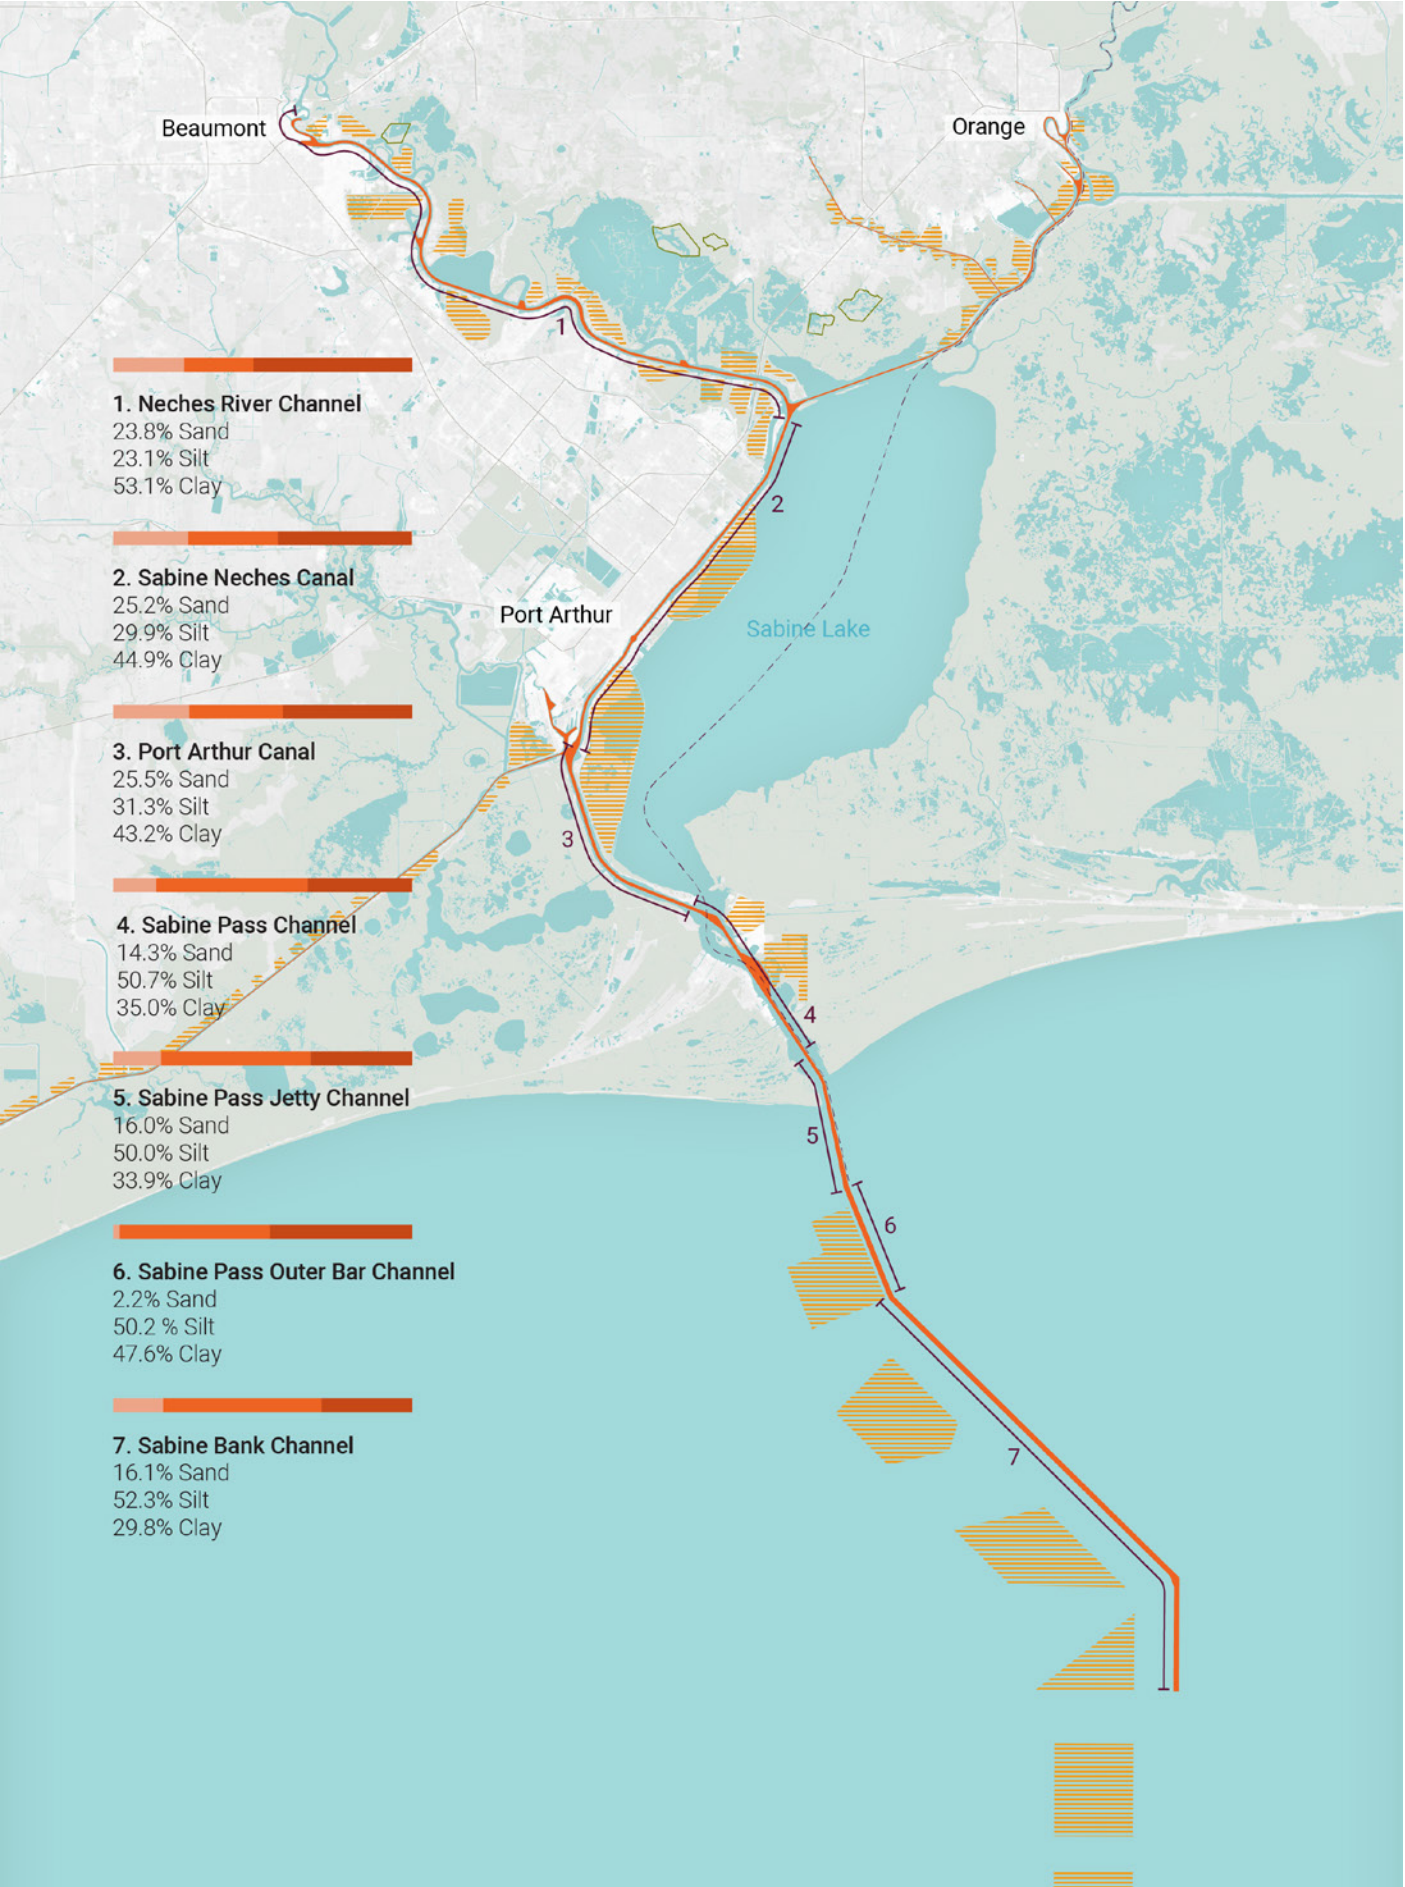 Beaumont
Orange
1
1. Neches River Channel
23.8% Sand
23.1% Silt
53.1% Clay
2
2. Sabine Neches Canal
25.2% Sand
29.9% Silt
44.9% Clay
Port Arthur
Sabine Lake
3. Port Arthur Canal
25.5% Sand
31.3% Silt
43.2% Clay
3
4. Sabine Pass Channel
14.3% Sand
50.7% Silt
35.0% Clay
4
5. Sabine Pass Jetty Channel
16.0% Sand
50.0% Silt
33.9% Clay
5
6
6. Sabine Pass Outer Bar Channel
2.2% Sand
50.2 % Silt
47.6% Clay
7. Sabine Bank Channel
16.1% Sand
52.3% Silt
29.8% Clay
7